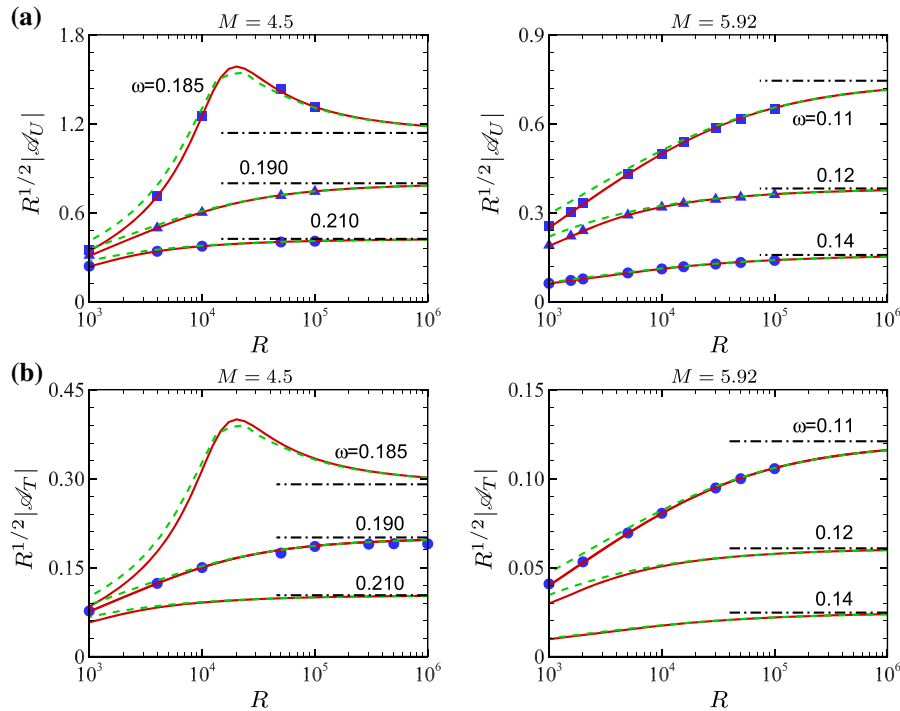 (a)
M = 4.5
M = 5.92
R^{1/2}|𝒜_U|
1.8
1.2
0.6
0
ω=0.185
0.190
0.210
10^3 10^4 10^5 10^6
R
R^{1/2}|𝒜_U|
0.9
0.6
0.3
0
ω=0.11
0.12
0.14
10^3 10^4 10^5 10^6
R
(b)
M = 4.5
M = 5.92
R^{1/2}|𝒜_T|
0.45
0.30
0.15
0
ω=0.185
0.190
0.210
10^3 10^4 10^5 10^6
R
R^{1/2}|𝒜_T|
0.15
0.10
0.05
0
ω=0.11
0.12
0.14
10^3 10^4 10^5 10^6
R